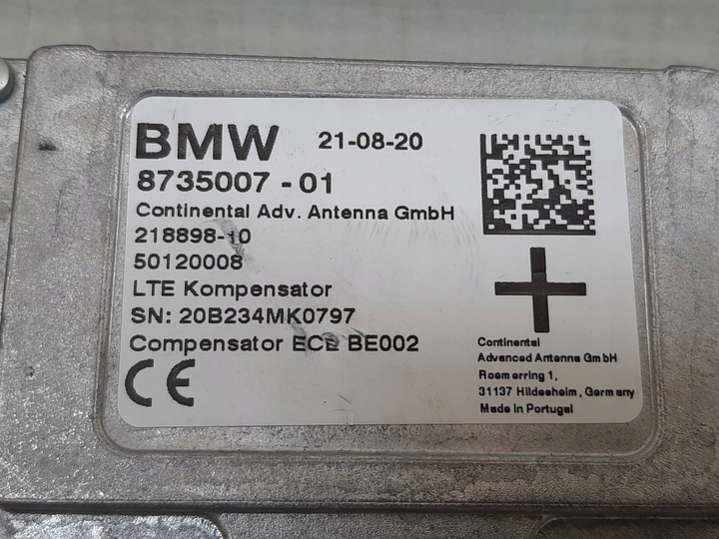 BMW 21-08-20
8735007 - 01
Continental Adv. Antenna GmbH
218898-10
50120008
LTE Kompensator
SN: 20B234MK0797
Compensator ECE BE002
CE
Continental
Advanced Antenna GmbH
Roemerring 1,
31137 Hildesheim, Germany
Made in Portugal